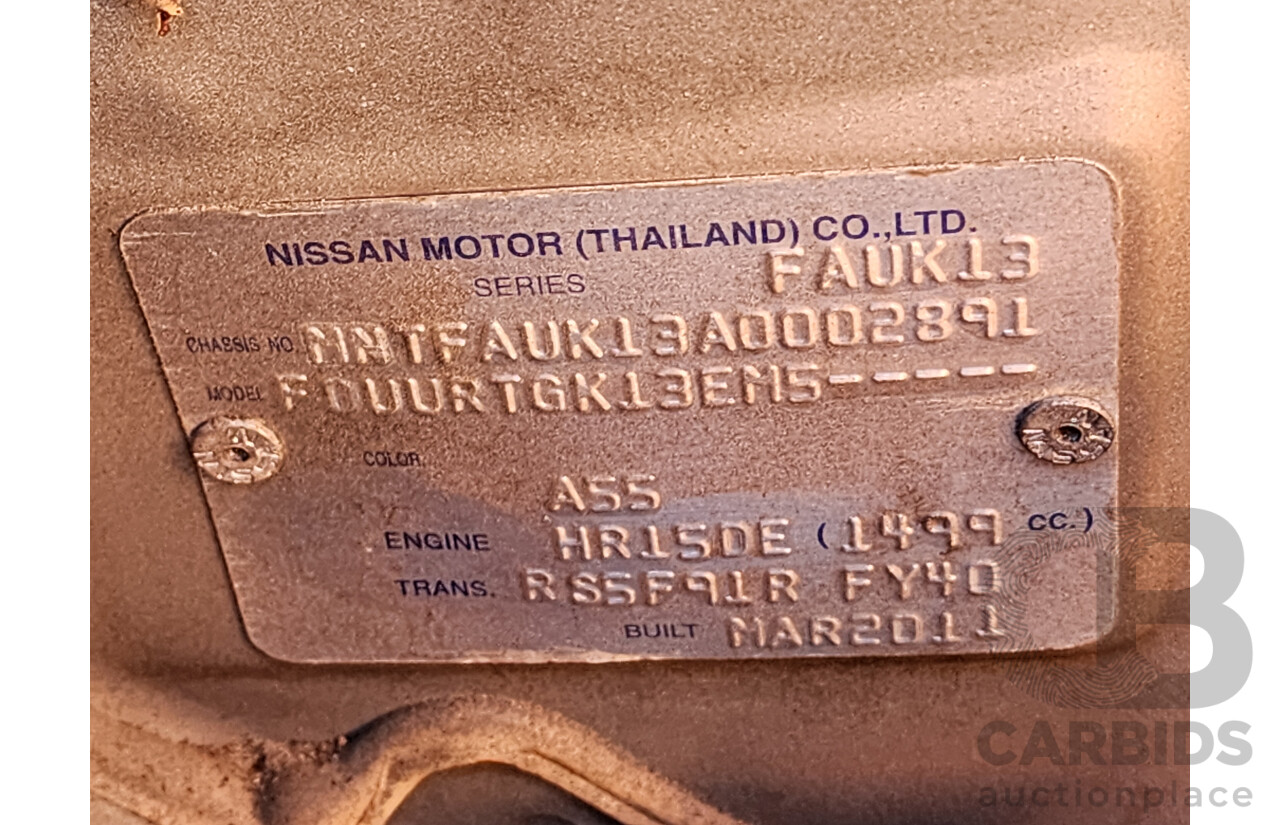 NISSAN MOTOR (THAILAND) CO.,LTD.
SERIES FAUK13
CHASSIS NO. MNTFAUK13A0002891
MODEL FDUURTGK13EM5-----
COLOR.
A55
ENGINE HR15DE (1499 CC.)
TRANS. RS5F91R FY40
BUILT MAR2011
B
CARBIDS
auctionplace